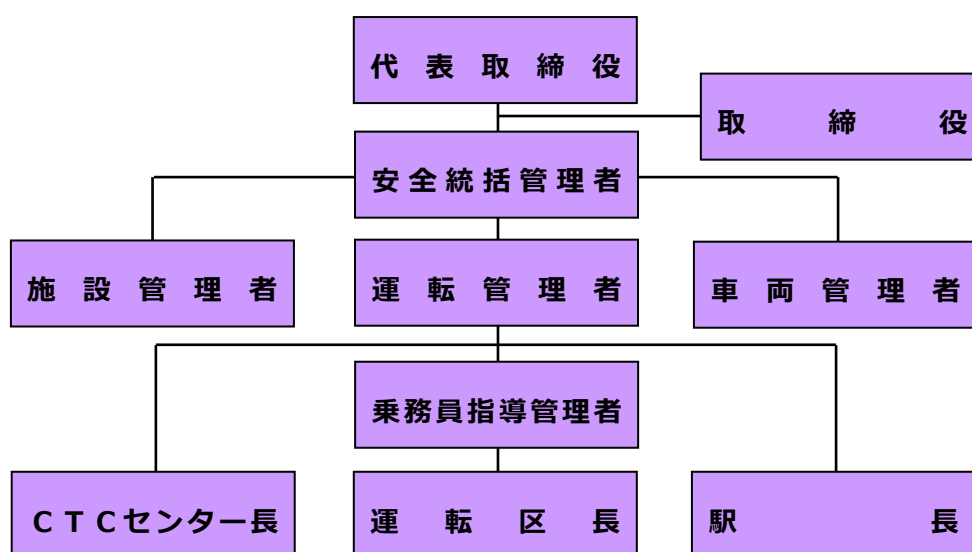 代表取締役
取締役
安全統括管理者
施設管理者
運転管理者
車両管理者
乗務員指導管理者
ＣＴＣセンター長
運転区長
駅長